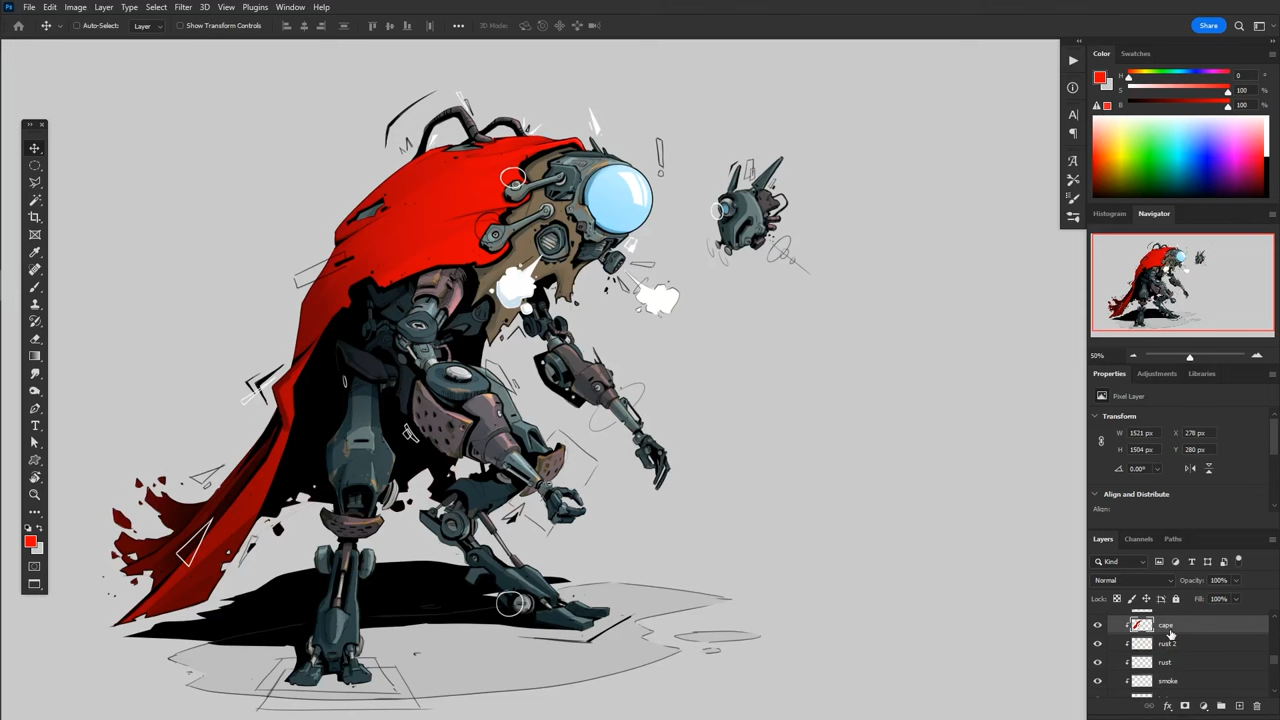 Ps File Edit Image Layer Type Select Filter 3D View Plugins Window Help
Auto-Select: Layer Show Transform Controls 3D Mode: Share
Color Swatches
H 0 °
S 100 %
B 100 %
Histogram Navigator
50%
Properties Adjustments Libraries
Pixel Layer
Transform
W 1521 px X 278 px
H 1504 px Y 280 px
0.00°
Align and Distribute
Align:
Layers Channels Paths
Kind
Normal Opacity: 100%
Lock: Fill: 100%
cape
rust 2
rust
smoke